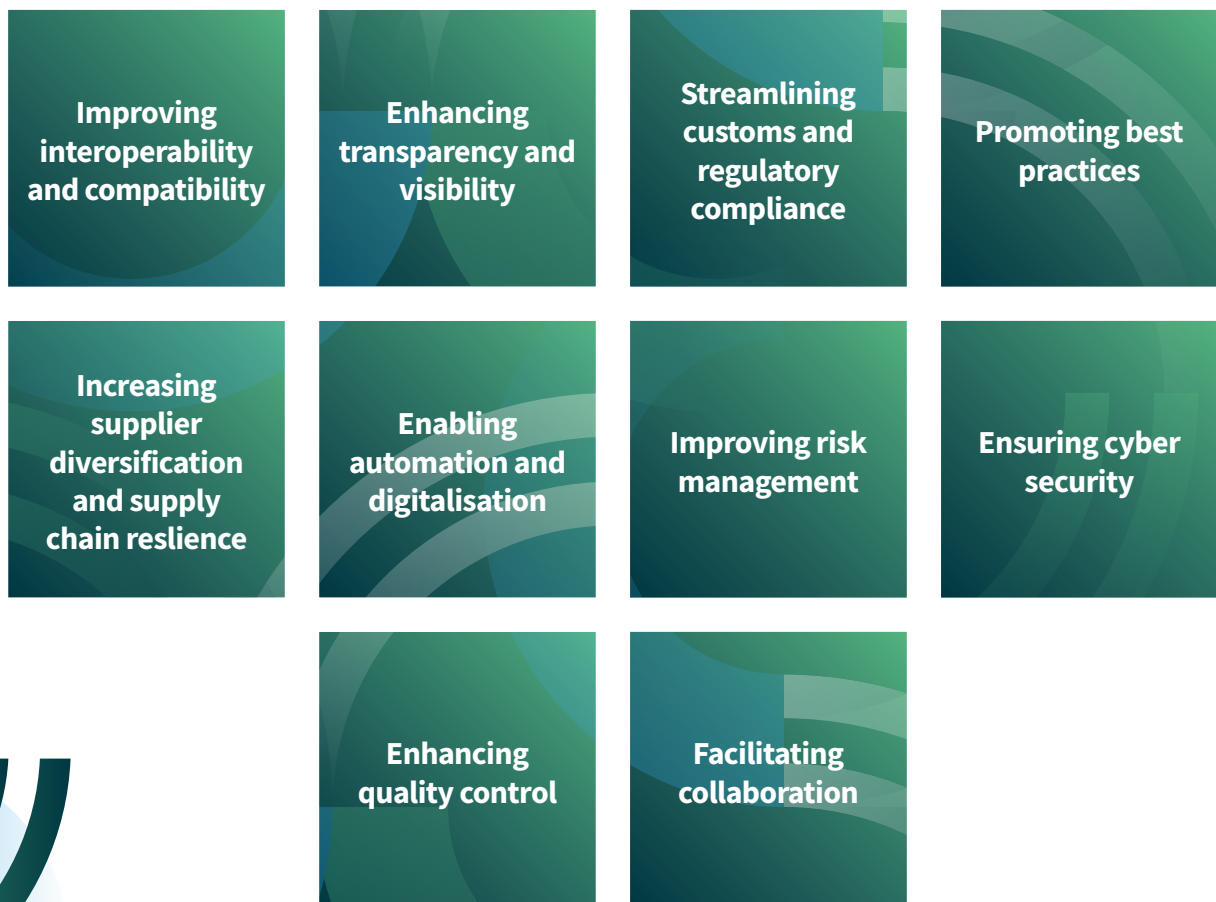 Improving
interoperability
and compatibility
Enhancing
transparency and
visibility
Streamlining
customs and
regulatory
compliance
Promoting best
practices
Increasing
supplier
diversification
and supply
chain reslience
Enabling
automation and
digitalisation
Improving risk
management
Ensuring cyber
security
Enhancing
quality control
Facilitating
collaboration